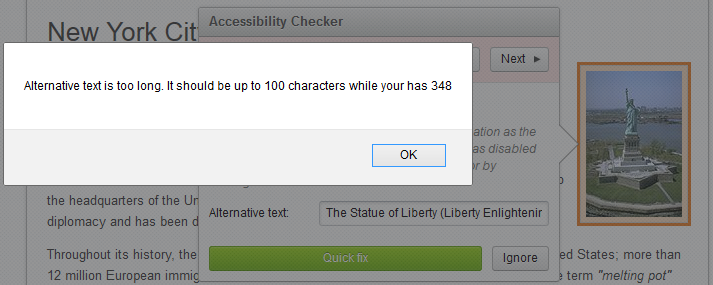 New York Cit
Accessibility Checker
Next
Alternative text is too long. It should be up to 100 characters while your has 348
OK
ation as the
as disabled
or by
the headquarters of the Un
diplomacy and has been d
Alternative text: The Statue of Liberty (Liberty Enlightenin
Quick fix Ignore
Throughout its history, the ed States; more than
12 million European immig e term "melting pot"